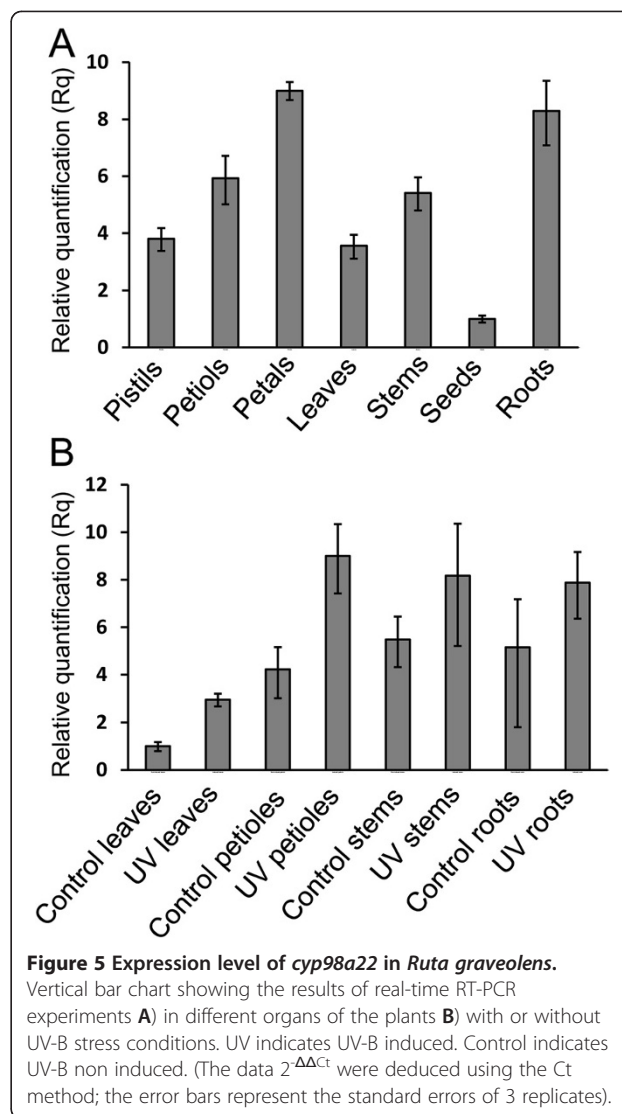 A
Relative quantification (Rq)
10
8
6
4
2
0
Pistils
Petiols
Petals
Leaves
Stems
Seeds
Roots
B
Relative quantification (Rq)
12
10
8
6
4
2
0
Control leaves
UV leaves
Control petioles
UV petioles
Control stems
UV stems
Control roots
UV roots
Figure 5 Expression level of cyp98a22 in Ruta graveolens.
Vertical bar chart showing the results of real-time RT-PCR
experiments A) in different organs of the plants B) with or without
UV-B stress conditions. UV indicates UV-B induced. Control indicates
UV-B non induced. (The data 2-ΔΔCt were deduced using the Ct
method; the error bars represent the standard errors of 3 replicates).